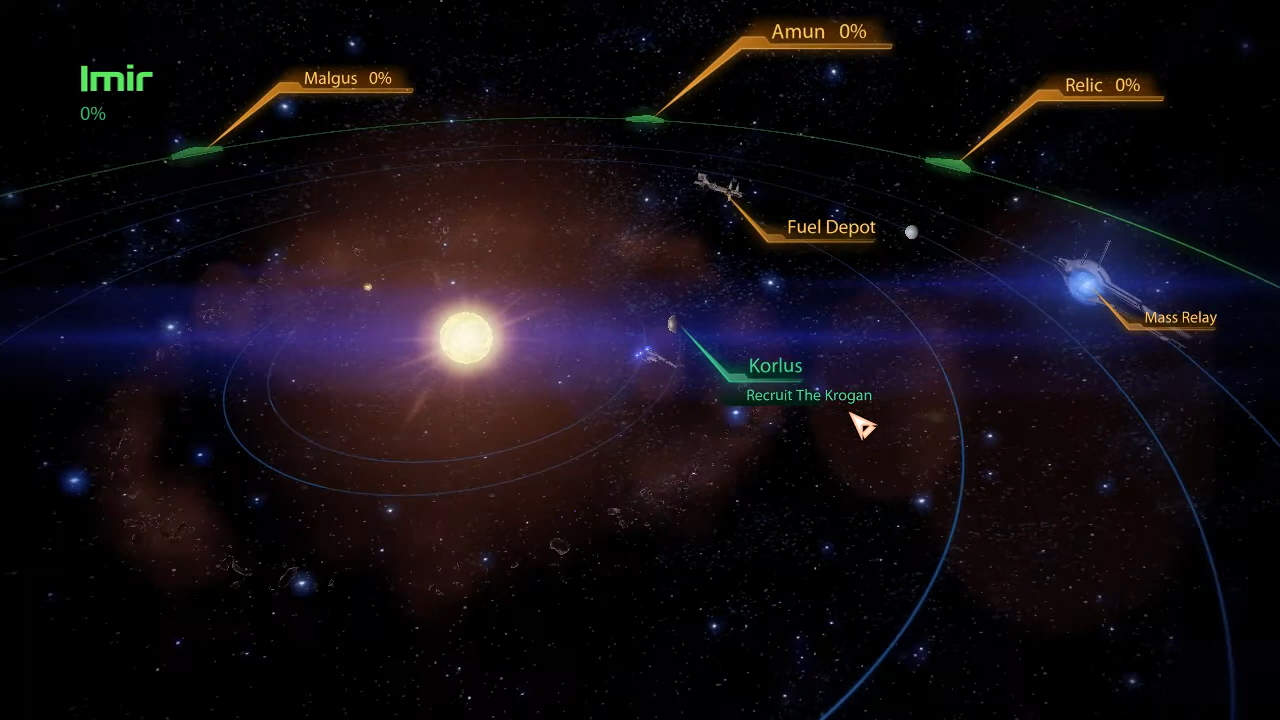 Imir
0%
Malgus 0%
Amun 0%
Relic 0%
Fuel Depot
Mass Relay
Korlus
Recruit The Krogan